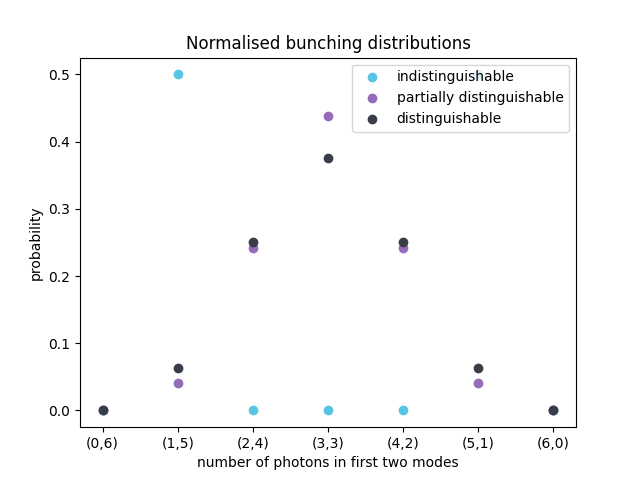 Normalised bunching distributions
indistinguishable
partially distinguishable
distinguishable
probability
0.5
0.4
0.3
0.2
0.1
0.0
(0,6) (1,5) (2,4) (3,3) (4,2) (5,1) (6,0)
number of photons in first two modes